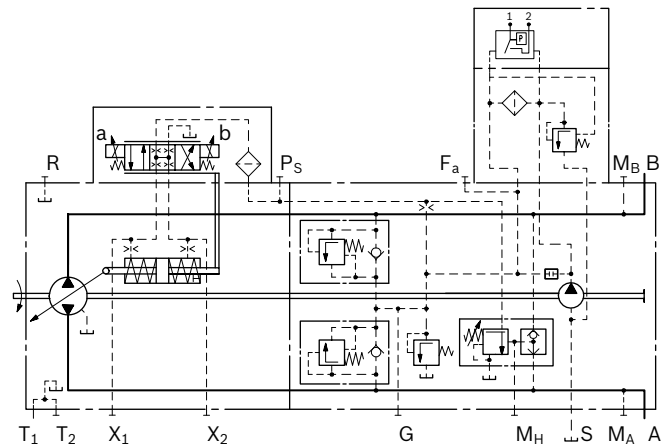 1 2
P
a b
R P_S F_a M_B B
T_1 T_2 X_1 X_2 G M_H S M_A A